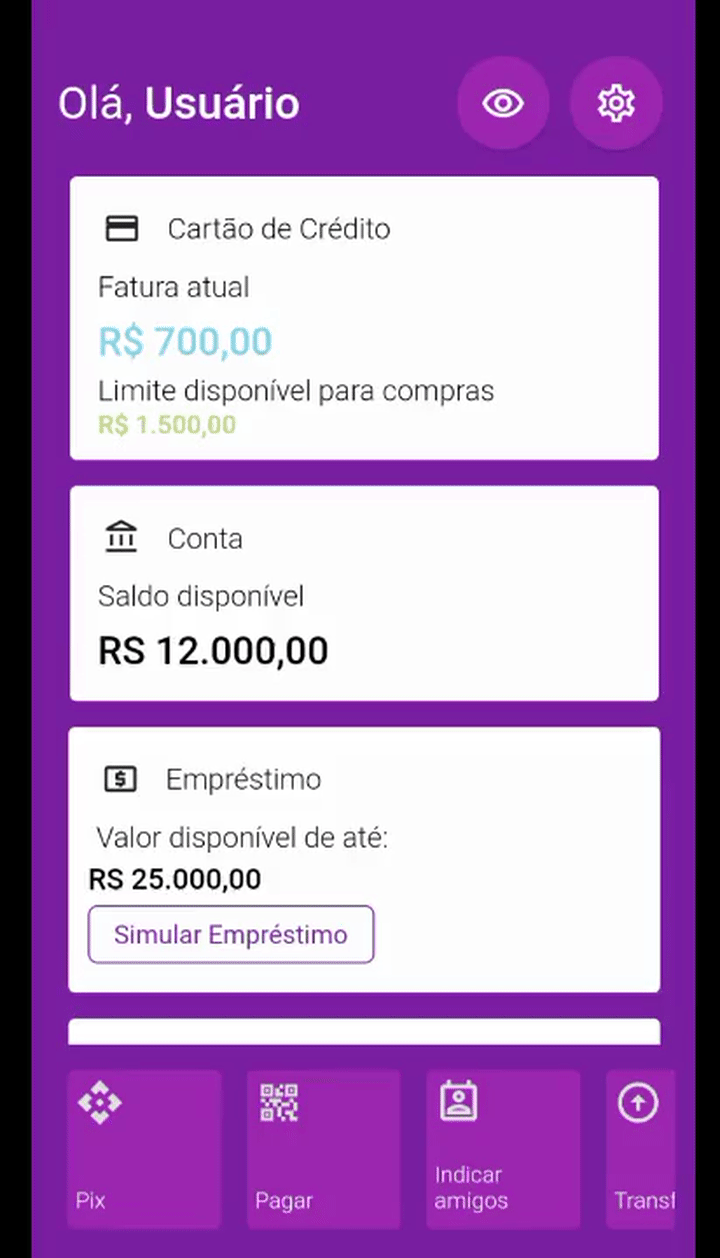 Olá, Usuário
Cartão de Crédito
Fatura atual
R$ 700,00
Limite disponível para compras
R$ 1.500,00
Conta
Saldo disponível
RS 12.000,00
Empréstimo
Valor disponível de até:
RS 25.000,00
Simular Empréstimo
Pix
Pagar
Indicar
amigos
Transf